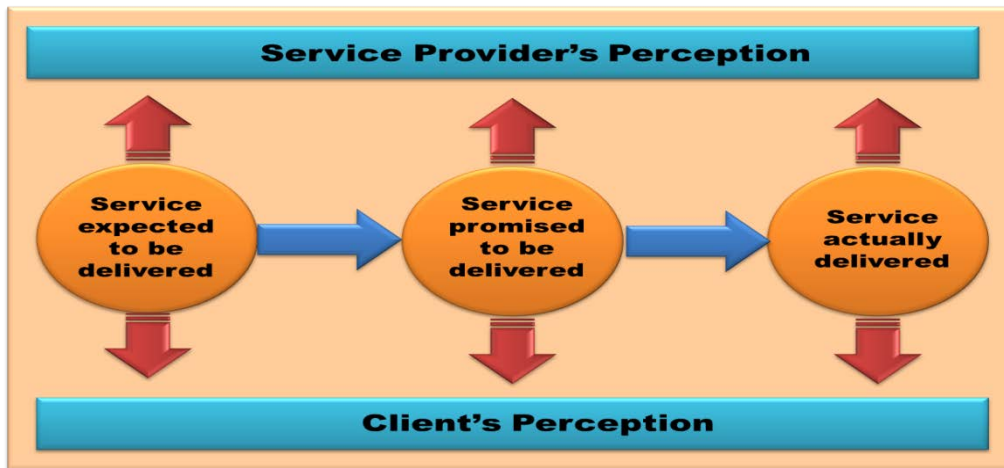 Service Provider's Perception
Service
expected
to be
delivered
Service
promised
to be
delivered
Service
actually
delivered
Client's Perception